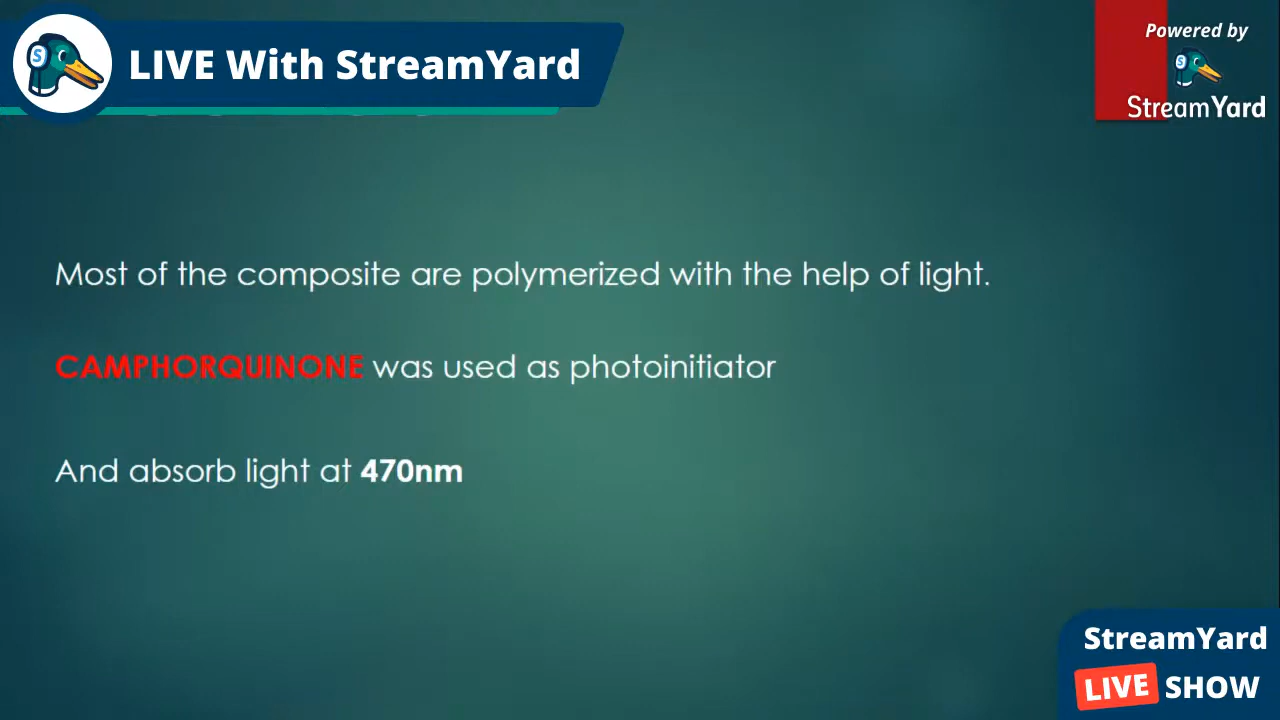 LIVE With StreamYard
Powered by
StreamYard
Most of the composite are polymerized with the help of light.
CAMPHORQUINONE was used as photoinitiator
And absorb light at 470nm
StreamYard
LIVE SHOW